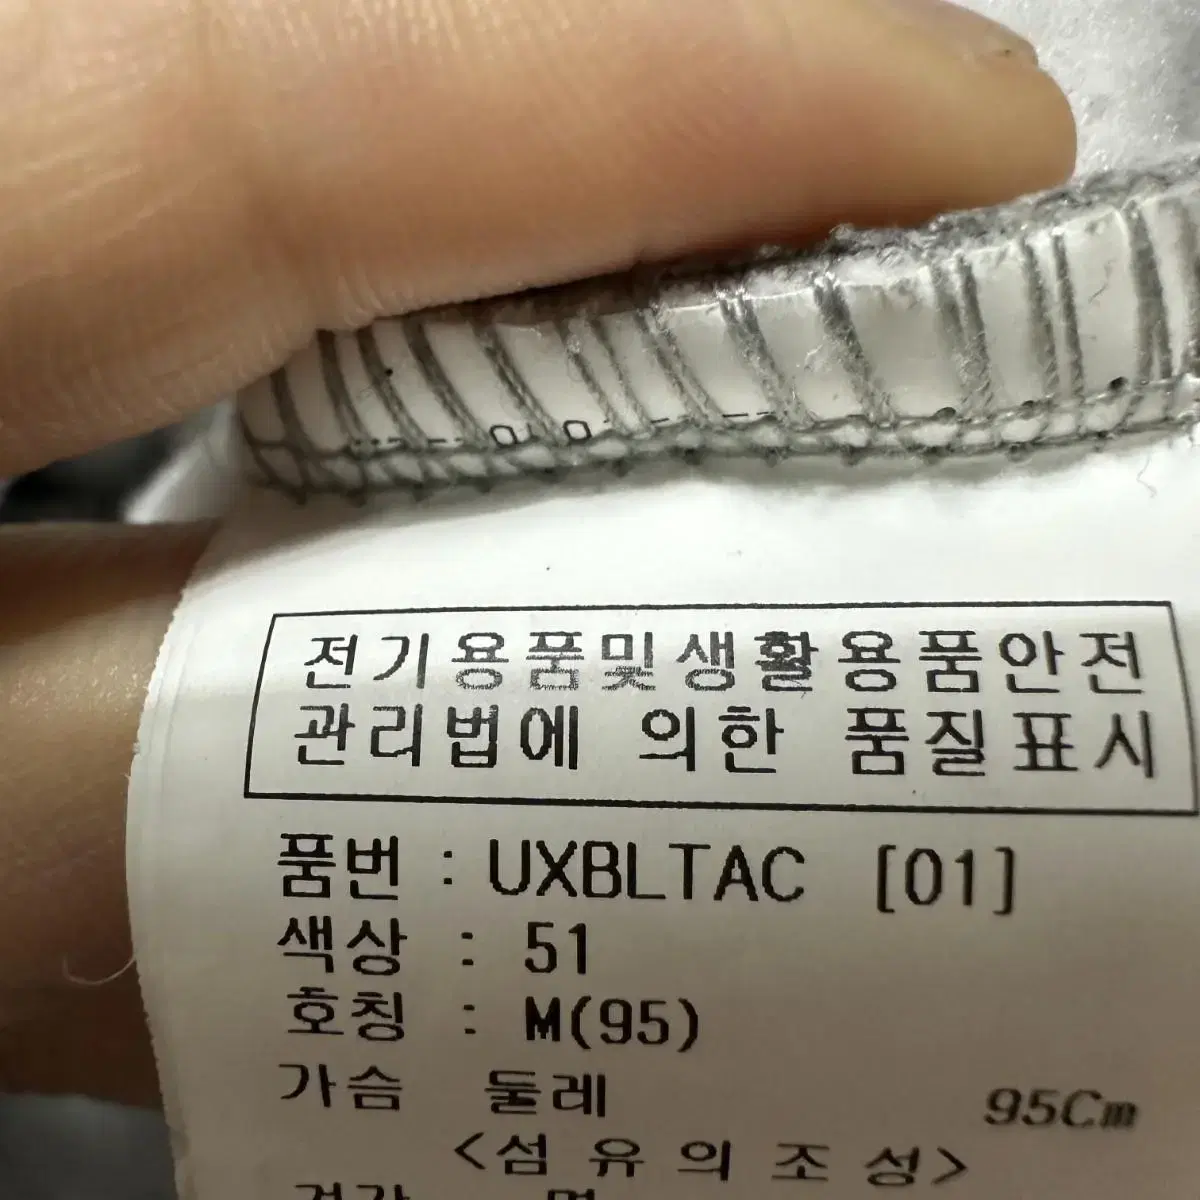 전기용품및생활용품안전
관리법에 의한 품질표시
품번 : UXBLTAC [01]
색상 : 51
호칭 : M(95)
가슴 둘레 95Cm
<섬 유 의 조 성>